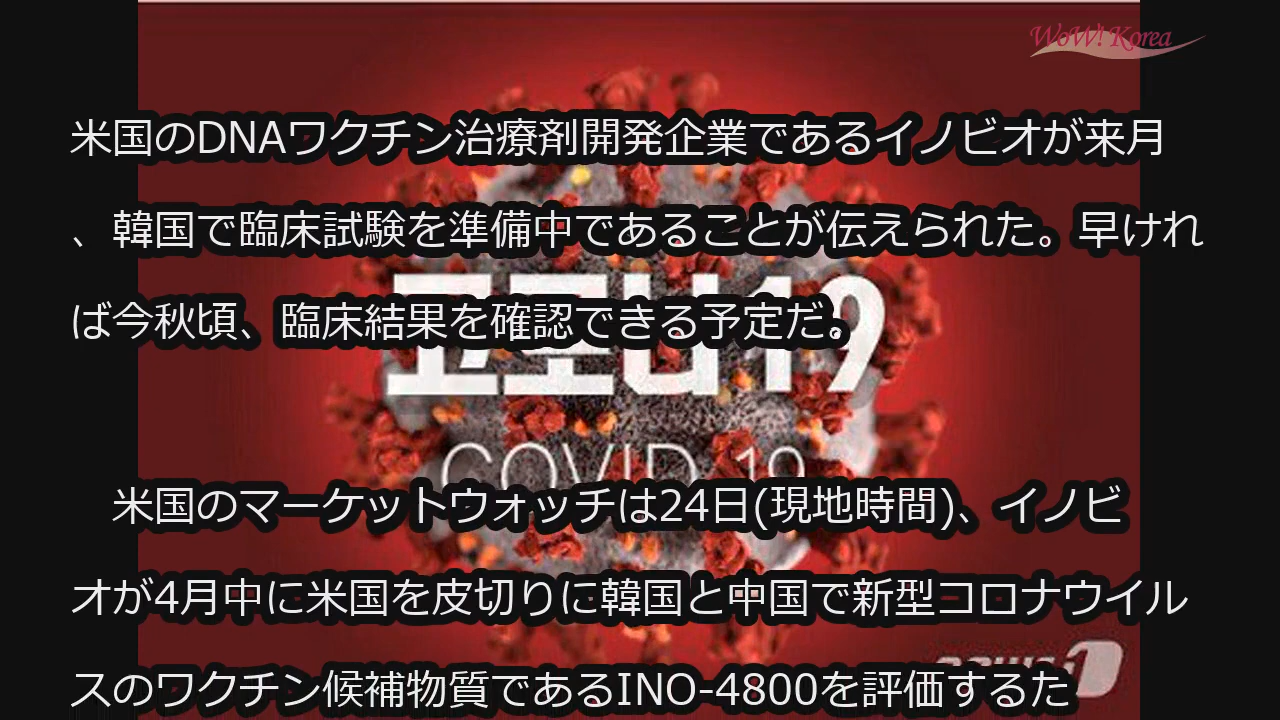 WoW! Korea
米国のDNAワクチン治療剤開発企業であるイノビオが来月
、韓国で臨床試験を準備中であることが伝えられた。早けれ
ば今秋頃、臨床結果を確認できる予定だ。
코로나19
COVID 19
米国のマーケットウォッチは24日(現地時間)、イノビ
オが4月中に米国を皮切りに韓国と中国で新型コロナウイル
スのワクチン候補物質であるINO-4800を評価するた